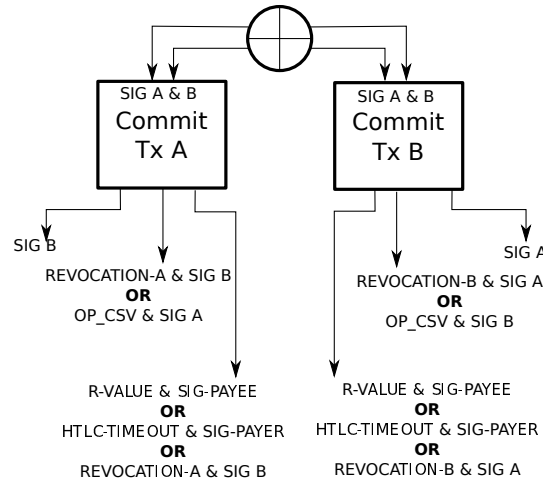 SIG A & B
Commit
Tx A
SIG A & B
Commit
Tx B
SIG B
REVOCATION-A & SIG B
OR
OP_CSV & SIG A
SIG A
REVOCATION-B & SIG A
OR
OP_CSV & SIG B
R-VALUE & SIG-PAYEE
OR
HTLC-TIMEOUT & SIG-PAYER
OR
REVOCATION-A & SIG B
R-VALUE & SIG-PAYEE
OR
HTLC-TIMEOUT & SIG-PAYER
OR
REVOCATION-B & SIG A